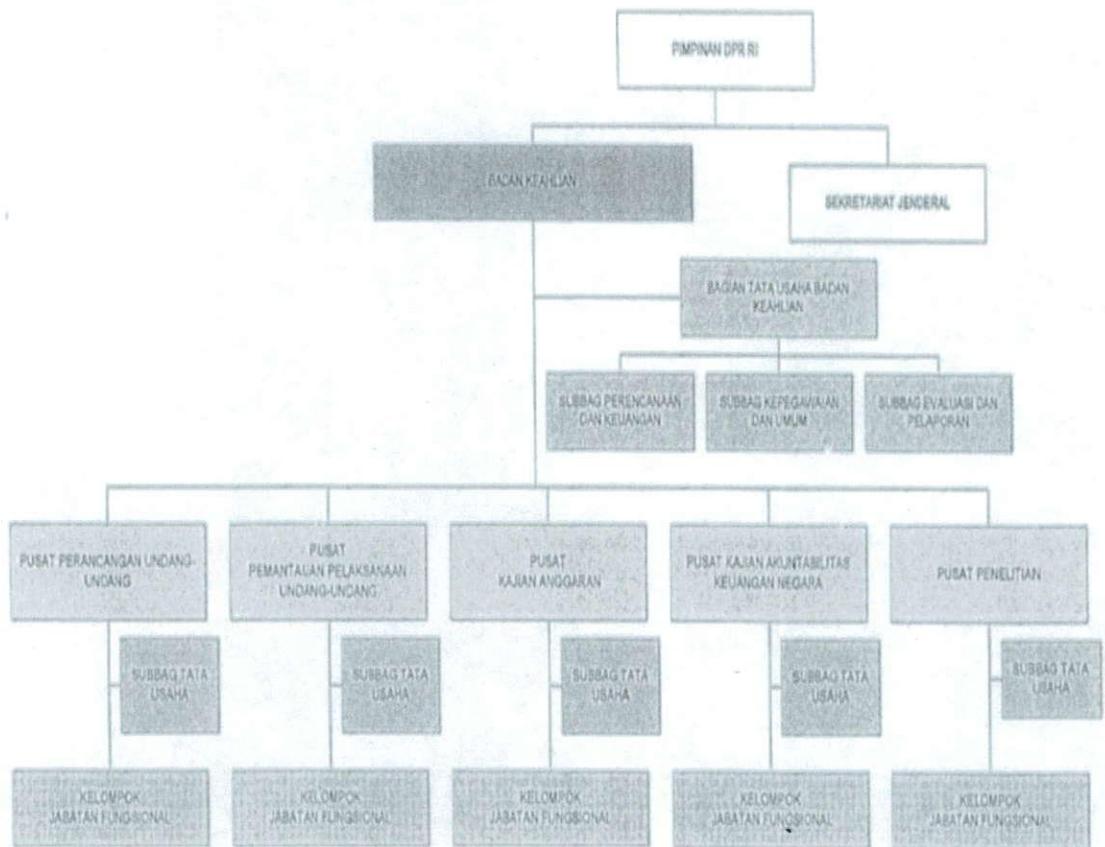 PIMPINAN DPR RI
BADAN KEAHLIAN
SEKRETARIAT JENDERAL
BAGIAN TATA USAHA BADAN
KEAHLIAN
SUBBAG PERENCANAAN
DAN KEUANGAN
SUBBAG KEPEGAWAIAN
DAN UMUM
SUBBAG EVALUASI DAN
PELAPORAN
PUSAT PERANCANGAN UNDANG-
UNDANG
PUSAT
PEMANTAUAN PELAKSANAAN
UNDANG-UNDANG
PUSAT
KAJIAN ANGGARAN
PUSAT KAJIAN AKUNTABILITAS
KEUANGAN NEGARA
PUSAT PENELITIAN
SUBBAG TATA
USAHA
SUBBAG TATA
USAHA
SUBBAG TATA
USAHA
SUBBAG TATA
USAHA
SUBBAG TATA
USAHA
KELOMPOK
JABATAN FUNGSIONAL
KELOMPOK
JABATAN FUNGSIONAL
KELOMPOK
JABATAN FUNGSIONAL
KELOMPOK
JABATAN FUNGSIONAL
KELOMPOK
JABATAN FUNGSIONAL